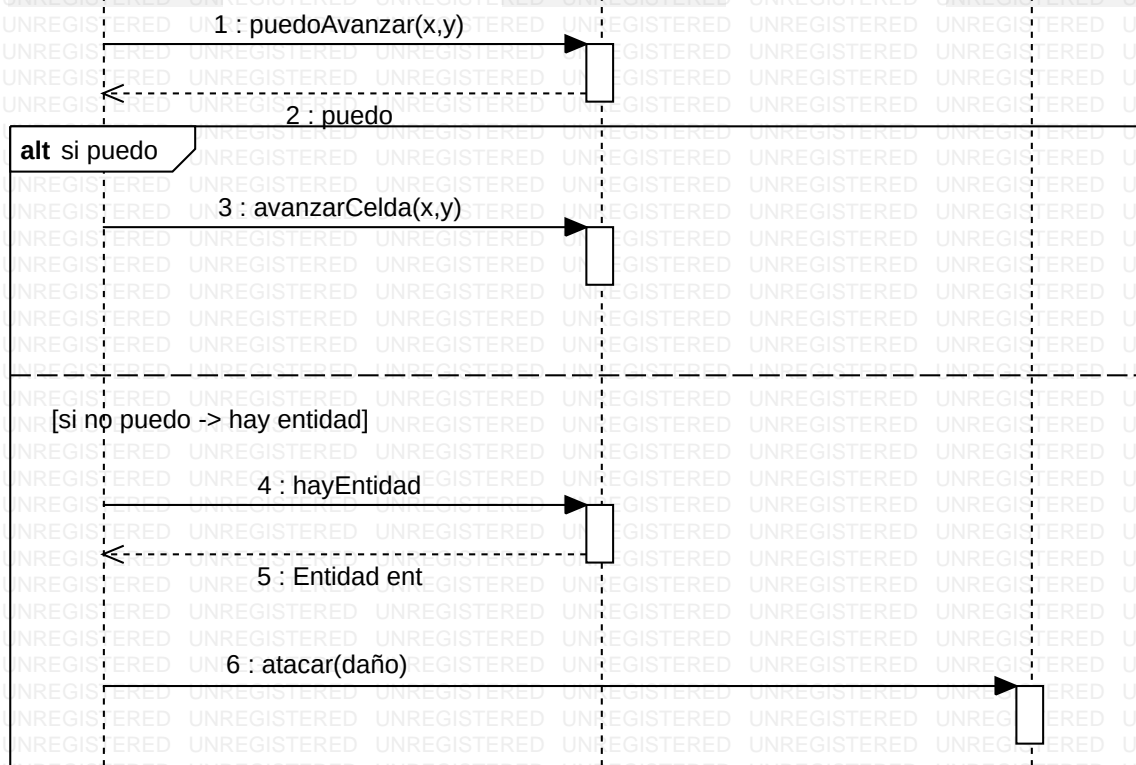 1 : puedoAvanzar(x,y)
2 : puedo
alt si puedo
3 : avanzarCelda(x,y)
[si no puedo -> hay entidad]
4 : hayEntidad
5 : Entidad ent
6 : atacar(daño)
UNREGISTERED